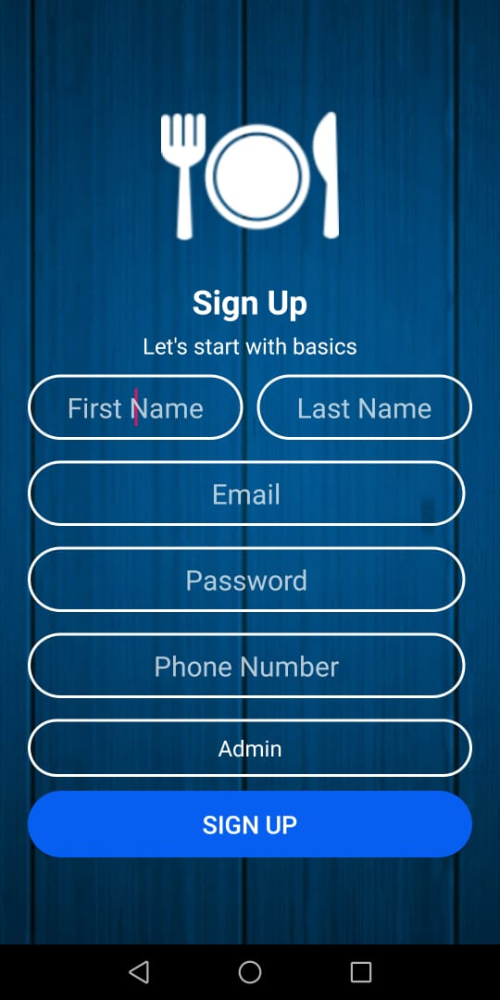 Sign Up
Let's start with basics
First Name Last Name
Email
Password
Phone Number
Admin
SIGN UP